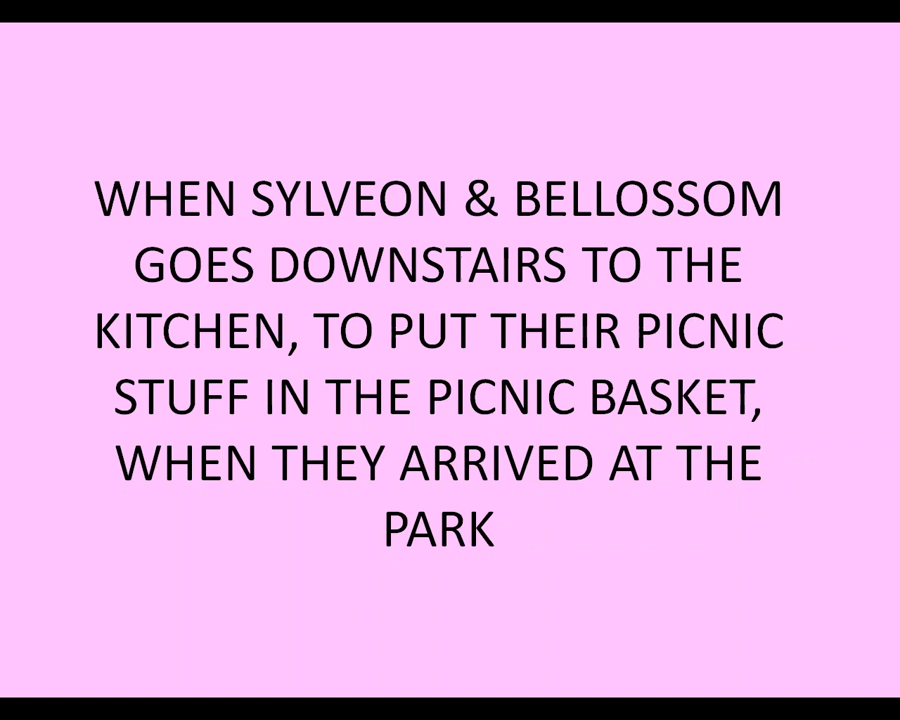 WHEN SYLVEON & BELLOSSOM
GOES DOWNSTAIRS TO THE
KITCHEN, TO PUT THEIR PICNIC
STUFF IN THE PICNIC BASKET,
WHEN THEY ARRIVED AT THE
PARK